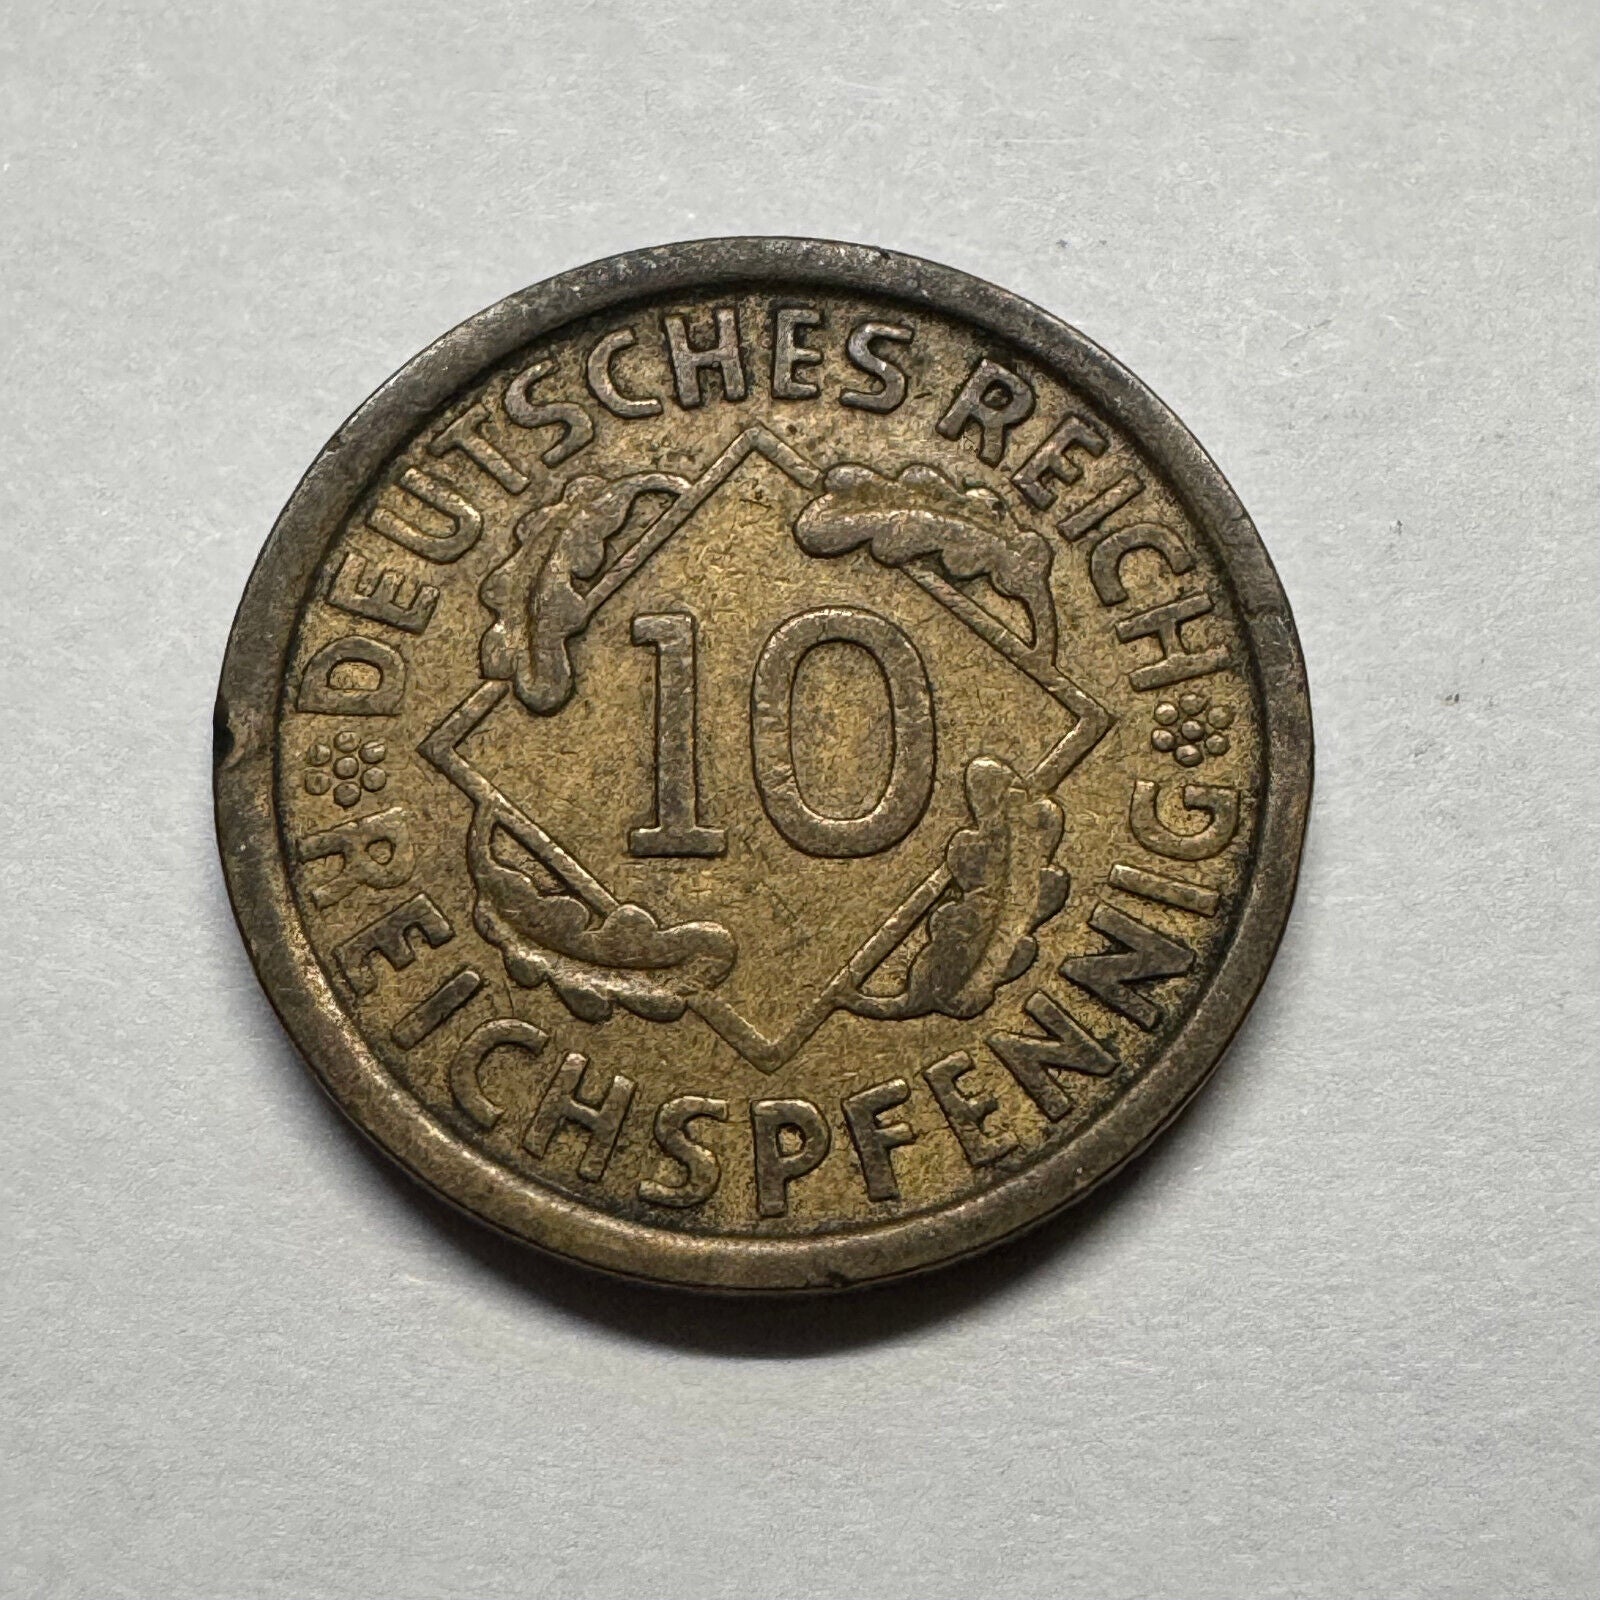 DEUTSCHES REICH
10
REICHSPFENNIG